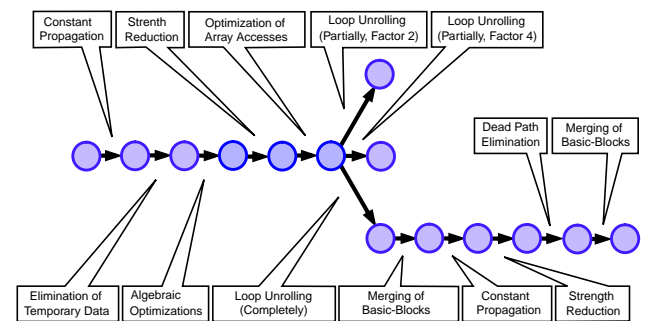 Constant
Propagation
Strenth
Reduction
Optimization of
Array Accesses
Loop Unrolling
(Partially, Factor 2)
Loop Unrolling
(Partially, Factor 4)
Dead Path
Elimination
Merging of
Basic-Blocks
Elimination of
Temporary Data
Algebraic
Optimizations
Loop Unrolling
(Completely)
Merging of
Basic-Blocks
Constant
Propagation
Strength
Reduction